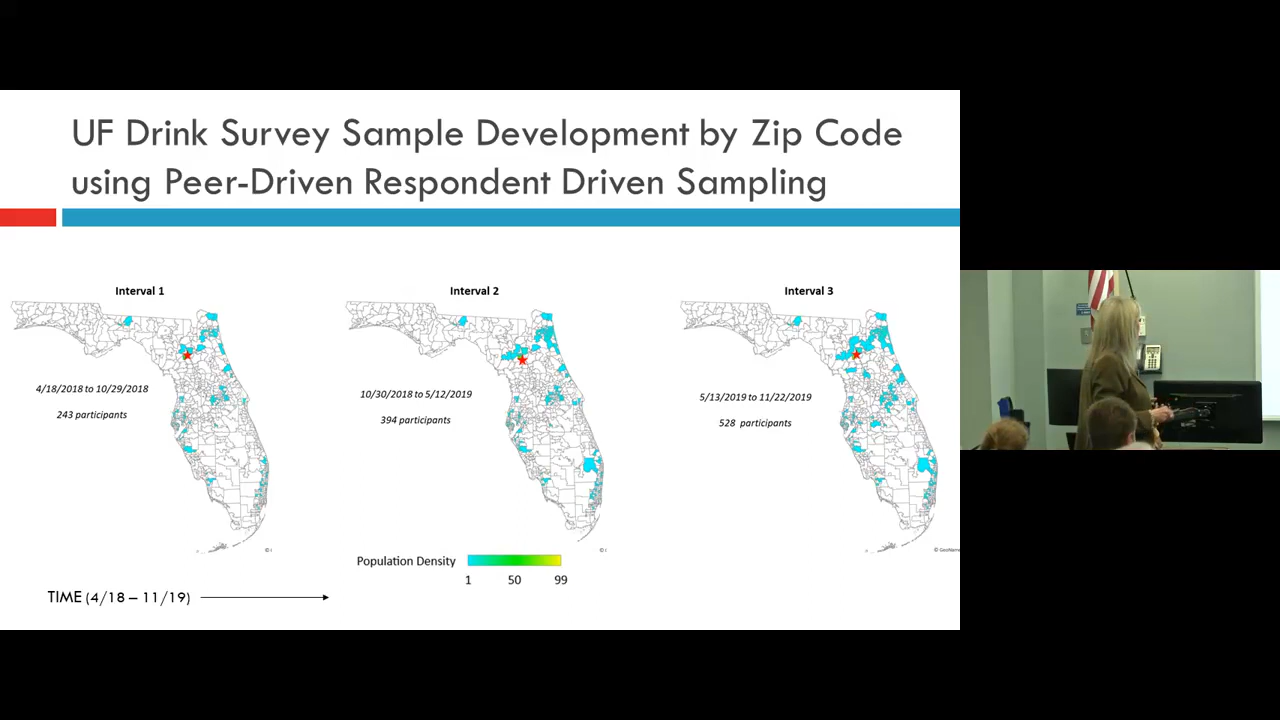 UF Drink Survey Sample Development by Zip Code
using Peer-Driven Respondent Driven Sampling
Interval 1
Interval 2
Interval 3
4/18/2018 to 10/29/2018
243 participants
10/30/2018 to 5/12/2019
394 participants
5/13/2019 to 11/22/2019
528 participants
Population Density
1 50 99
TIME (4/18 – 11/19)